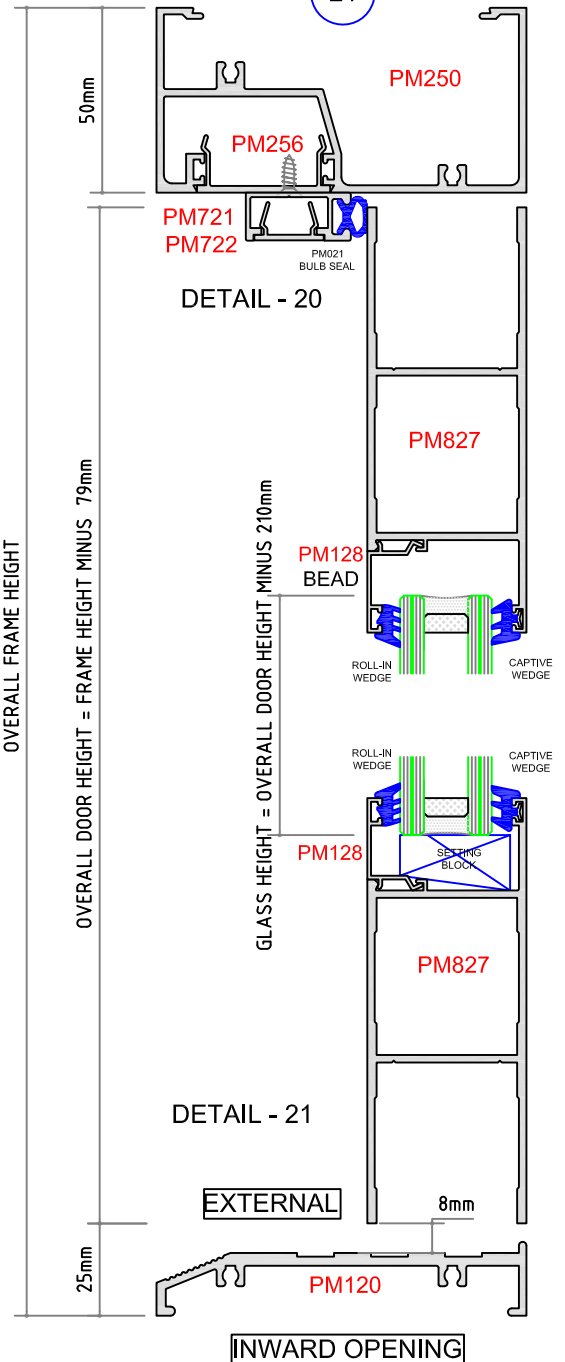 50mm
PM250
PM256
PM721
PM722
PM021
BULB SEAL
DETAIL - 20
PM827
OVERALL FRAME HEIGHT
OVERALL DOOR HEIGHT = FRAME HEIGHT MINUS 79mm
GLASS HEIGHT = OVERALL DOOR HEIGHT MINUS 210mm
PM128
BEAD
ROLL-IN
WEDGE
CAPTIVE
WEDGE
ROLL-IN
WEDGE
CAPTIVE
WEDGE
PM128
SETTING
BLOCK
PM827
DETAIL - 21
EXTERNAL
8mm
25mm
PM120
INWARD OPENING